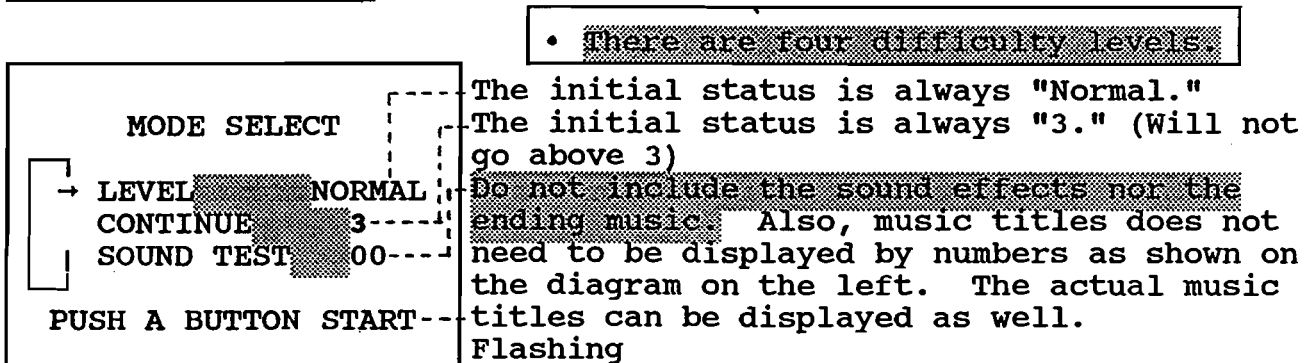 • There are four difficulty levels.
The initial status is always "Normal."
MODE SELECT
The initial status is always "3." (Will not
go above 3)
→ LEVEL NORMAL
Do not include the sound effects nor the
CONTINUE 3
ending music. Also, music titles does not
SOUND TEST 00
need to be displayed by numbers as shown on
the diagram on the left. The actual music
PUSH A BUTTON START
titles can be displayed as well.
Flashing